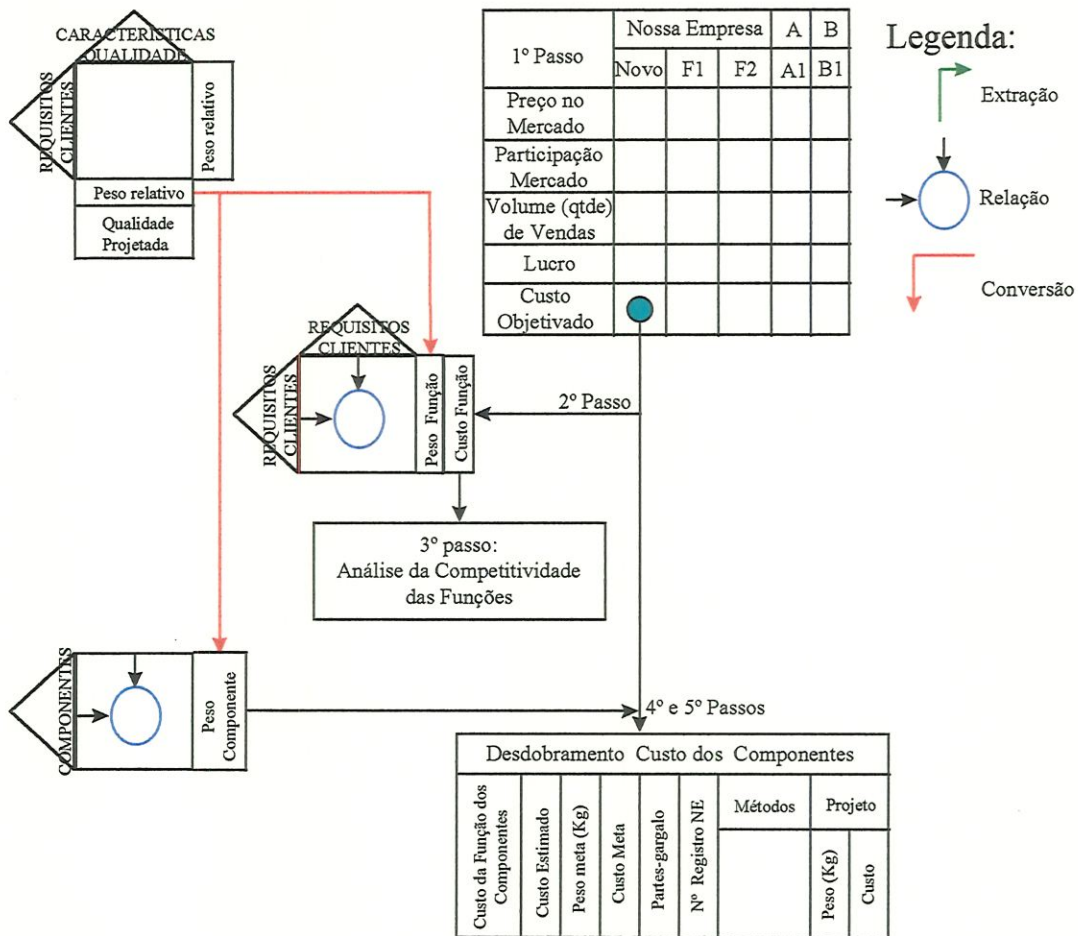 CARACTERÍSTICAS
QUALIDADE
REQUISITOS
CLIENTES
Peso relativo
Peso relativo
Qualidade
Projetada
1º Passo
Nossa Empresa
A
B
Novo
F1
F2
A1
B1
Preço no
Mercado
Participação
Mercado
Volume (qtde)
de Vendas
Lucro
Custo
Objetivado
Legenda:
Extração
Relação
Conversão
REQUISITOS
CLIENTES
REQUISITOS
CLIENTES
Peso Função
Custo Função
2º Passo
3º passo:
Análise da Competitividade
das Funções
COMPONENTES
Peso
Componente
4º e 5º Passos
Desdobramento Custo dos Componentes
Custo da Função dos
Componentes
Custo Estimado
Peso meta (Kg)
Custo Meta
Partes-gargalo
Nº Registro NE
Métodos
Projeto
Peso (Kg)
Custo